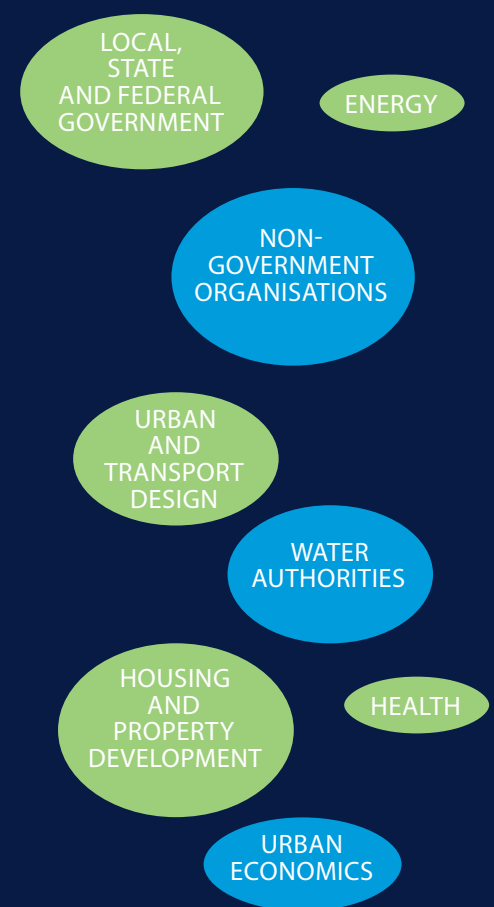 LOCAL,
STATE
AND FEDERAL
GOVERNMENT
ENERGY
NON-
GOVERNMENT
ORGANISATIONS
URBAN
AND
TRANSPORT
DESIGN
WATER
AUTHORITIES
HOUSING
AND
PROPERTY
DEVELOPMENT
HEALTH
URBAN
ECONOMICS